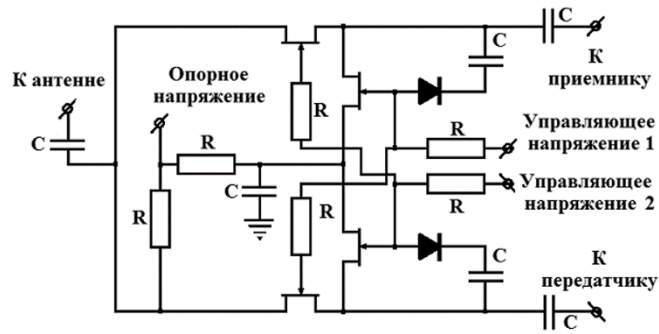 C
К антенне
Опорное
напряжение
К
приемнику
C
R
R
Управляющее
напряжение 1
C
R
C
R
Управляющее
напряжение 2
R
R
К
передатчику
C
C